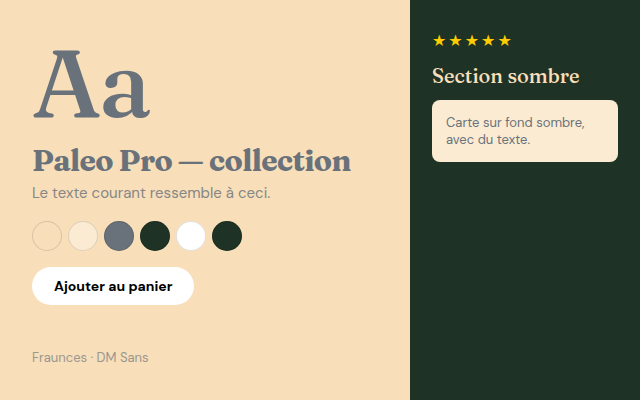 Aa
Paleo Pro — collection
Le texte courant ressemble à ceci.
Ajouter au panier
Fraunces · DM Sans
★★★★★
Section sombre
Carte sur fond sombre,
avec du texte.